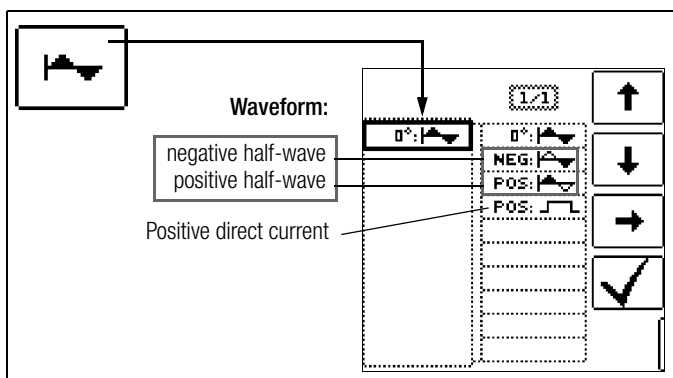 1/1
Waveform:
0°:
0°:
negative half-wave
NEG:
positive half-wave
POS:
Positive direct current
POS: